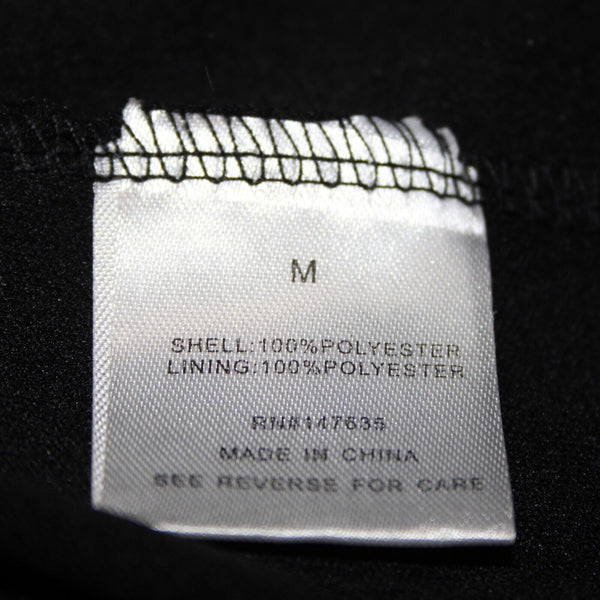 M
SHELL:100%POLYESTER
LINING:100%POLYESTER
RN#147635
MADE IN CHINA
SEE REVERSE FOR CARE